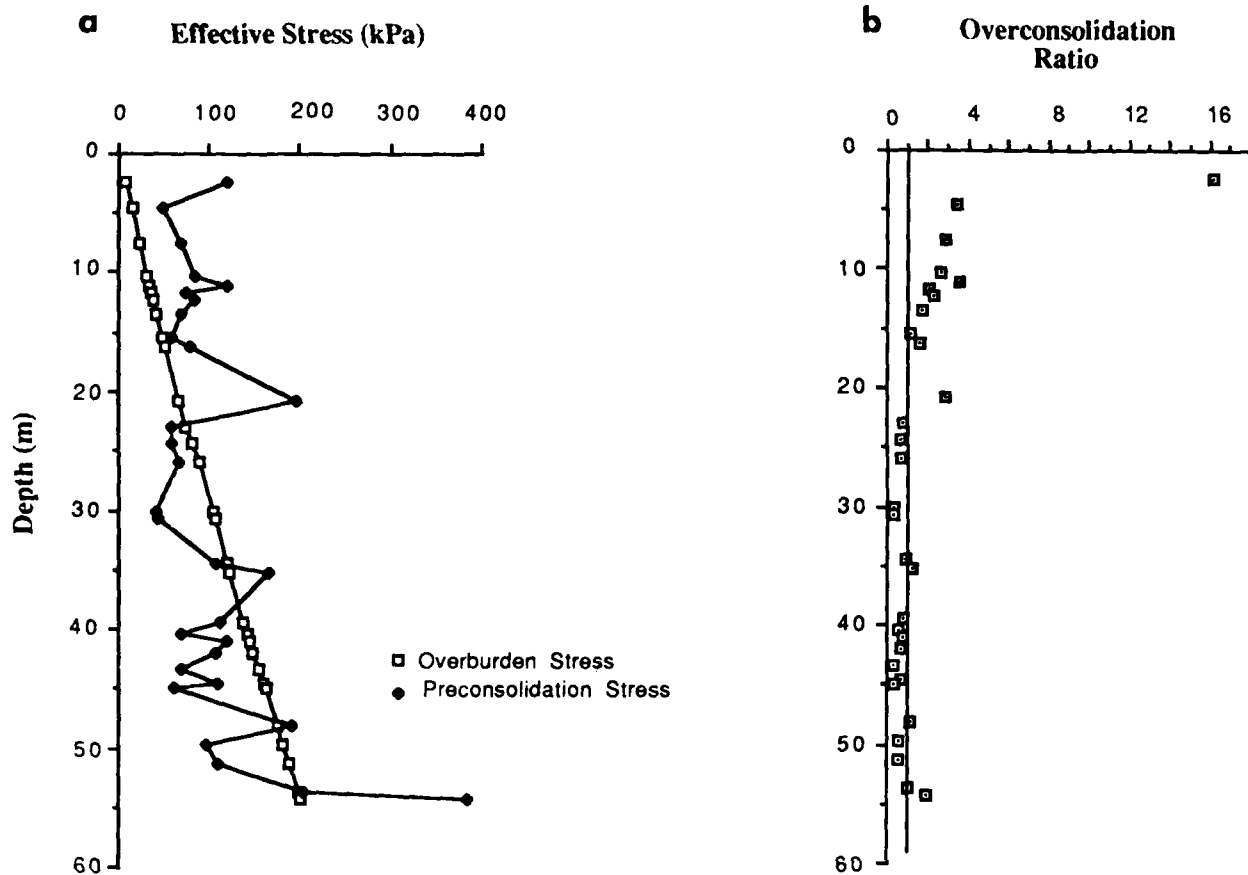 a
Effective Stress (kPa)
0 100 200 300 400
0
10
20
30
40
50
60
Depth (m)
Overburden Stress
Preconsolidation Stress
b
Overconsolidation
Ratio
0 4 8 12 16
0
10
20
30
40
50
60